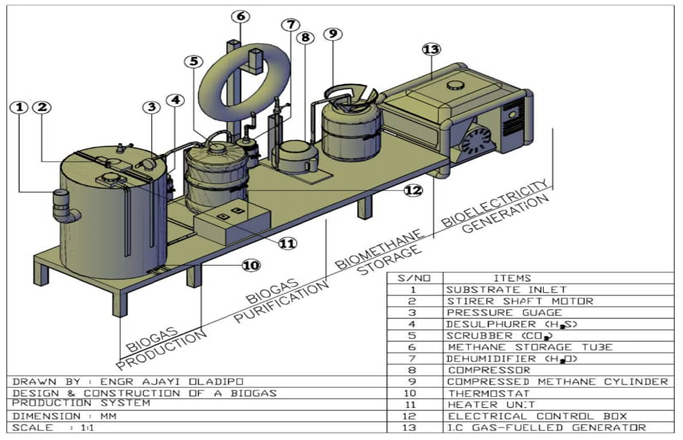 6
7
8
9
13
5
1
2
3
4
12
11
10
BIOGAS
PRODUCTION
BIOGAS
PURIFICATION
BIOMETHANE
STORAGE
BIOELECTRICITY
GENERATION
S/NO ITEMS
1 SUBSTRATE INLET
2 STIRER SHAFT MOTOR
3 PRESSURE GUAGE
4 DESULPHURER (H2S)
5 SCRUBBER (CO2)
6 METHANE STORAGE TUBE
7 DEHUMIDIFIER (H2O)
8 COMPRESSOR
9 COMPRESSED METHANE CYLINDER
10 THERMOSTAT
11 HEATER UNIT
12 ELECTRICAL CONTROL BOX
13 I.C GAS-FUELLED GENERATOR
DRAWN BY : ENGR AJAYI OLADIPO
DESIGN & CONSTRUCTION OF A BIOGAS
PRODUCTION SYSTEM
DIMENSION : MM
SCALE : 1:1